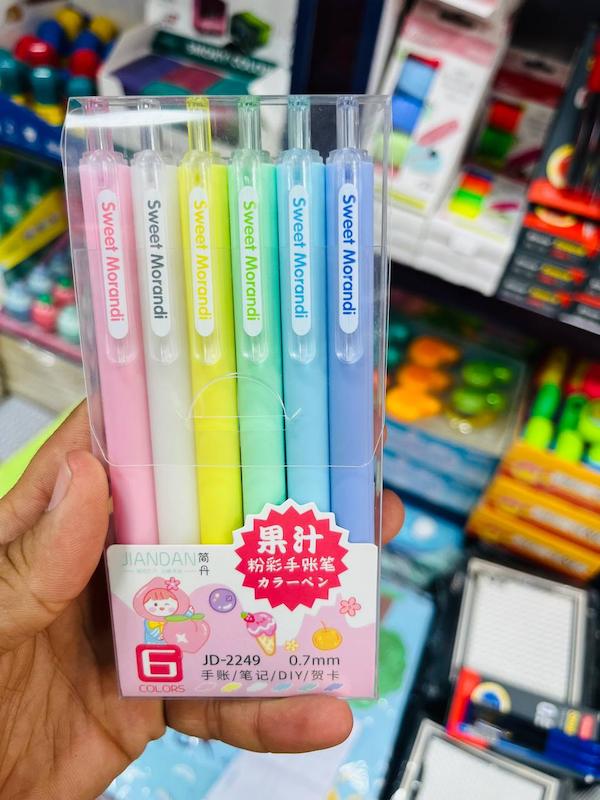 Sweet Morandi
Sweet Morandi
Sweet Morandi
Sweet Morandi
Sweet Morandi
Sweet Morandi
JIANDAN 简丹
果汁
粉彩手账笔
カラーペン
6
COLORS
JD-2249 0.7mm
手账/笔记/DIY/贺卡